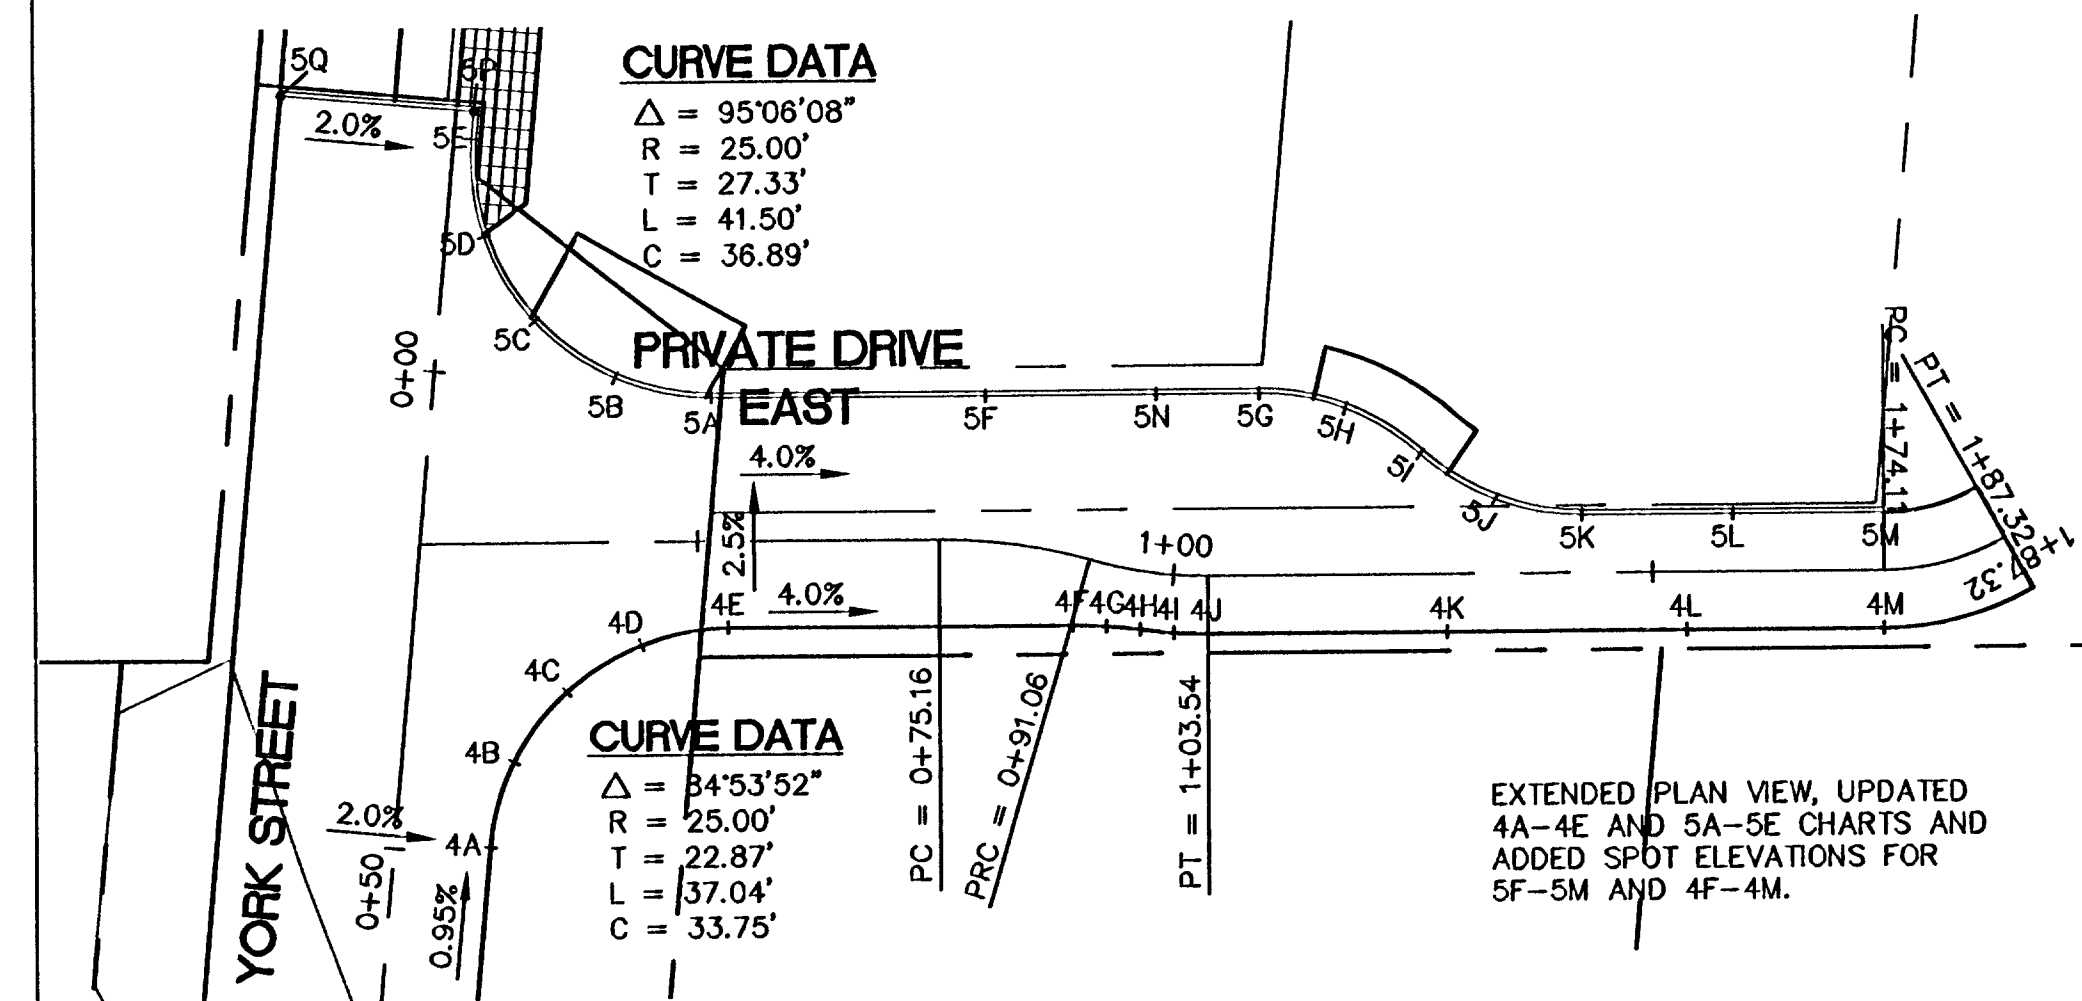 5Q
5P
2.0%
5E
CURVE DATA
Δ = 95°06'08"
R = 25.00'
T = 27.33'
L = 41.50'
C = 36.89'
5D
5C
0+00
PRIVATE DRIVE
EAST
5B
5A
5F
5N
5G
5H
5I
5J
5K
5L
5M
PC = 1+74.11
PT = 1+87.32
1+87.32
4.0%
2.5%
4.0%
1+00
4E
4F
4G
4H
4I
4J
4K
4L
4M
4D
4C
4B
4A
YORK STREET
2.0%
0+50
0.95%
CURVE DATA
Δ = 84°53'52"
R = 25.00'
T = 22.87'
L = 37.04'
C = 33.75'
PC = 0+75.16
PRC = 0+91.06
PT = 1+03.54
EXTENDED PLAN VIEW, UPDATED
4A-4E AND 5A-5E CHARTS AND
ADDED SPOT ELEVATIONS FOR
5F-5M AND 4F-4M.